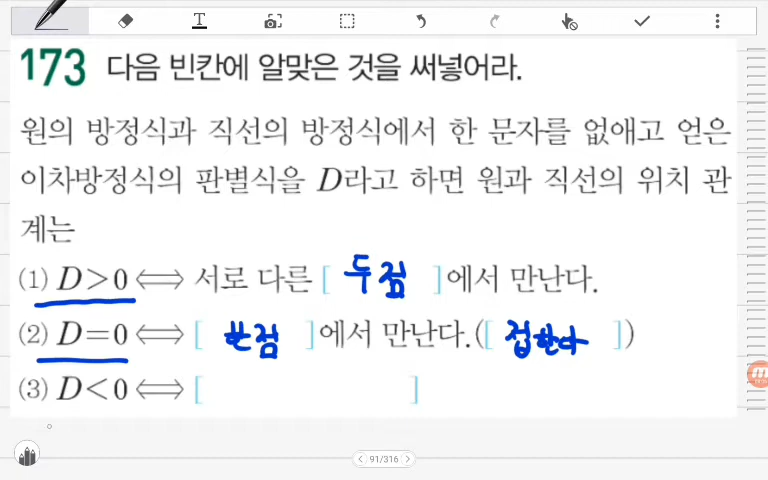 T
173 다음 빈칸에 알맞은 것을 써넣어라.
원의 방정식과 직선의 방정식에서 한 문자를 없애고 얻은
이차방정식의 판별식을 D라고 하면 원과 직선의 위치 관
계는
(1) D>0 ⟺ 서로 다른 [ 두점 ]에서 만난다.
(2) D=0 ⟺ [ 한점 ]에서 만난다.([ 접한다 ])
(3) D<0 ⟺ [ ]
91/316